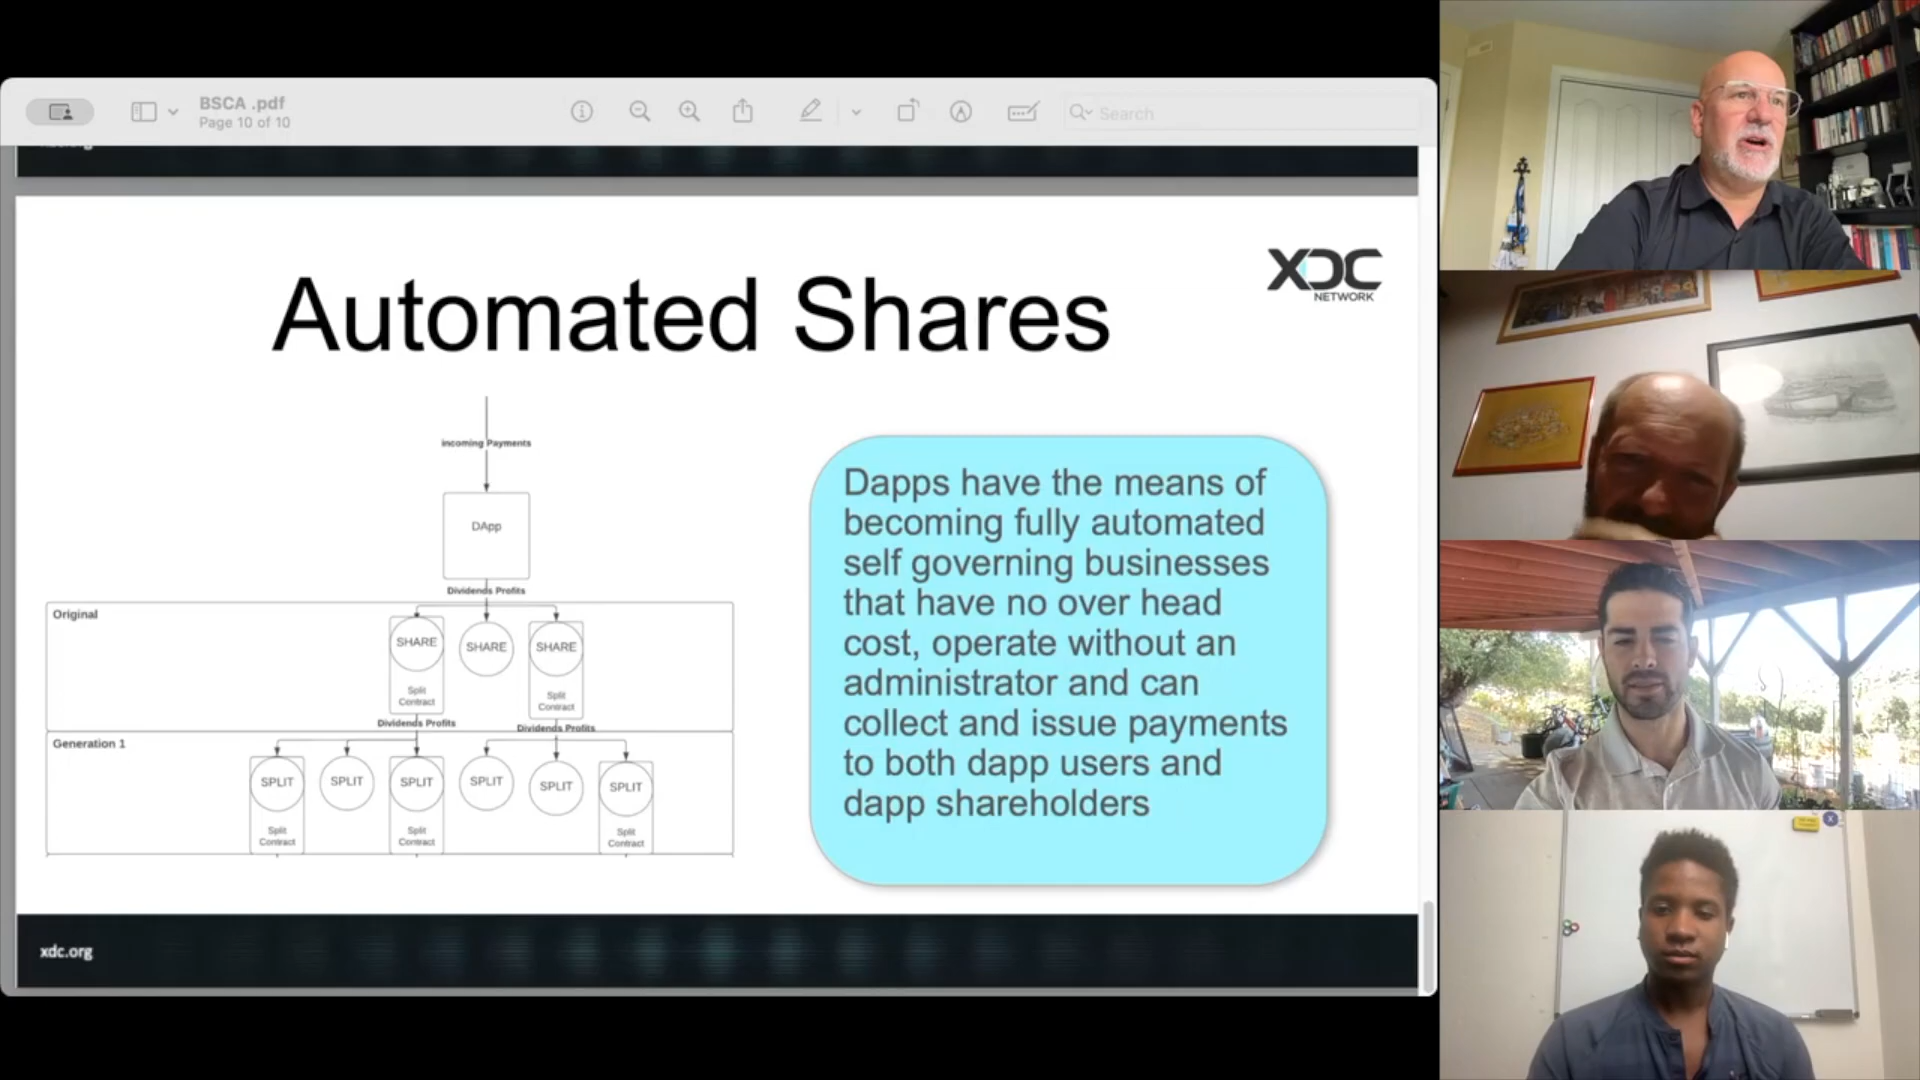 BSCA .pdf
Page 10 of 10
Search
XDC
NETWORK
Automated Shares
incoming Payments
DApp
Dividends Profits
Original
SHARE
SHARE
SHARE
Split
Contract
Split
Contract
Dividends Profits
Dividends Profits
Generation 1
SPLIT
SPLIT
SPLIT
SPLIT
SPLIT
SPLIT
Split
Contract
Split
Contract
Split
Contract
Dapps have the means of
becoming fully automated
self governing businesses
that have no over head
cost, operate without an
administrator and can
collect and issue payments
to both dapp users and
dapp shareholders
xdc.org